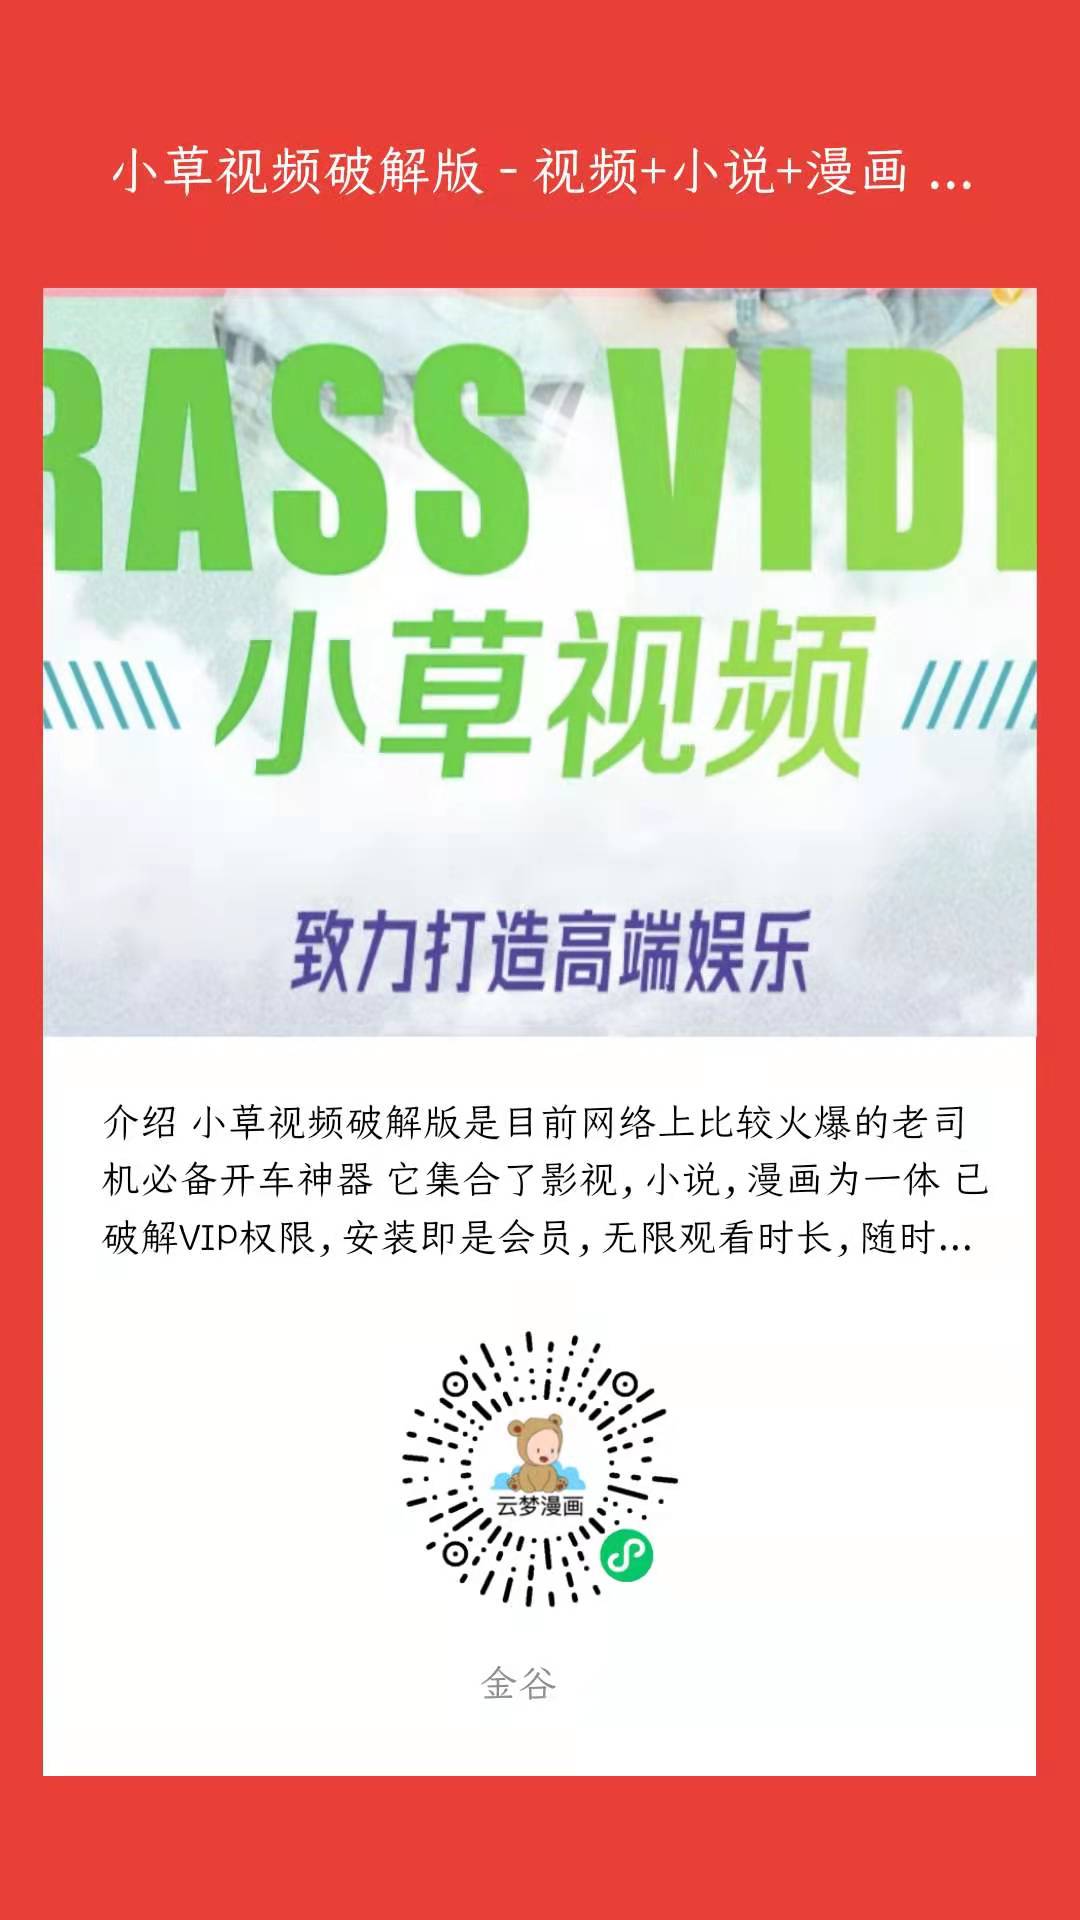 小草视频破解版 - 视频+小说+漫画 ...
RASS VID
小草视频
致力打造高端娱乐
介绍 小草视频破解版是目前网络上比较火爆的老司
机必备开车神器 它集合了影视, 小说, 漫画为一体 已
破解VIP权限, 安装即是会员, 无限观看时长, 随时...
云梦漫画
金谷